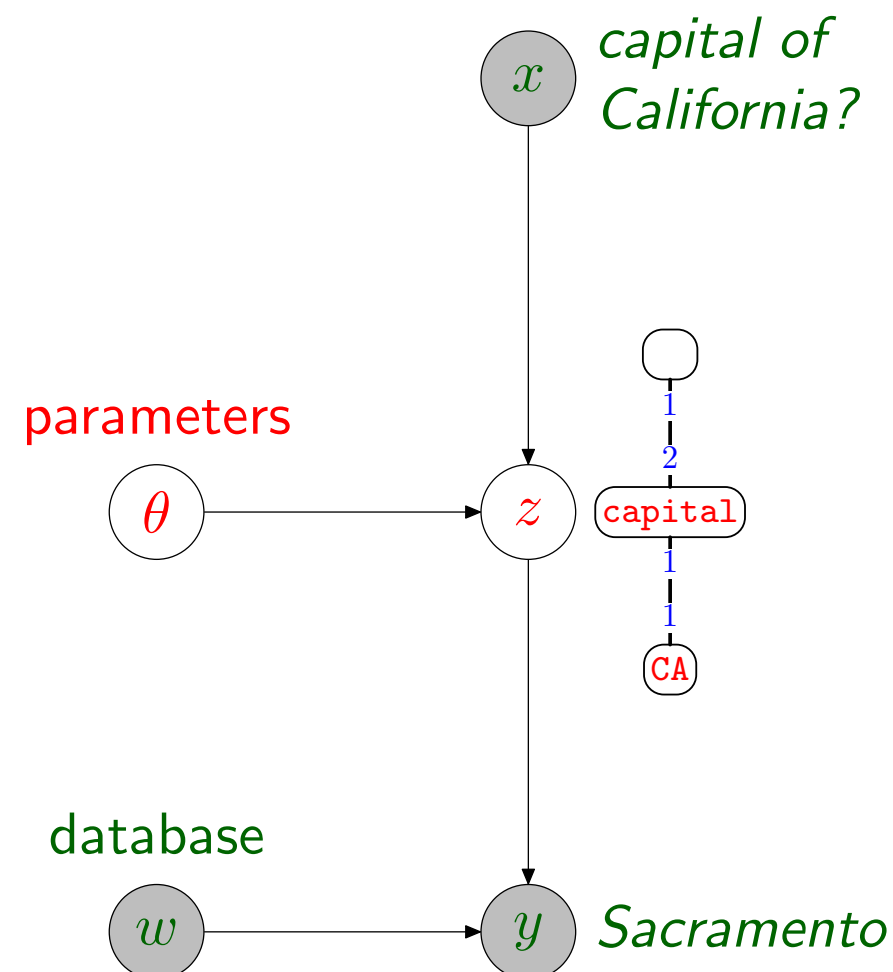 x
capital of
California?
1
2
parameters
θ
z
capital
1
1
CA
database
w
y
Sacramento